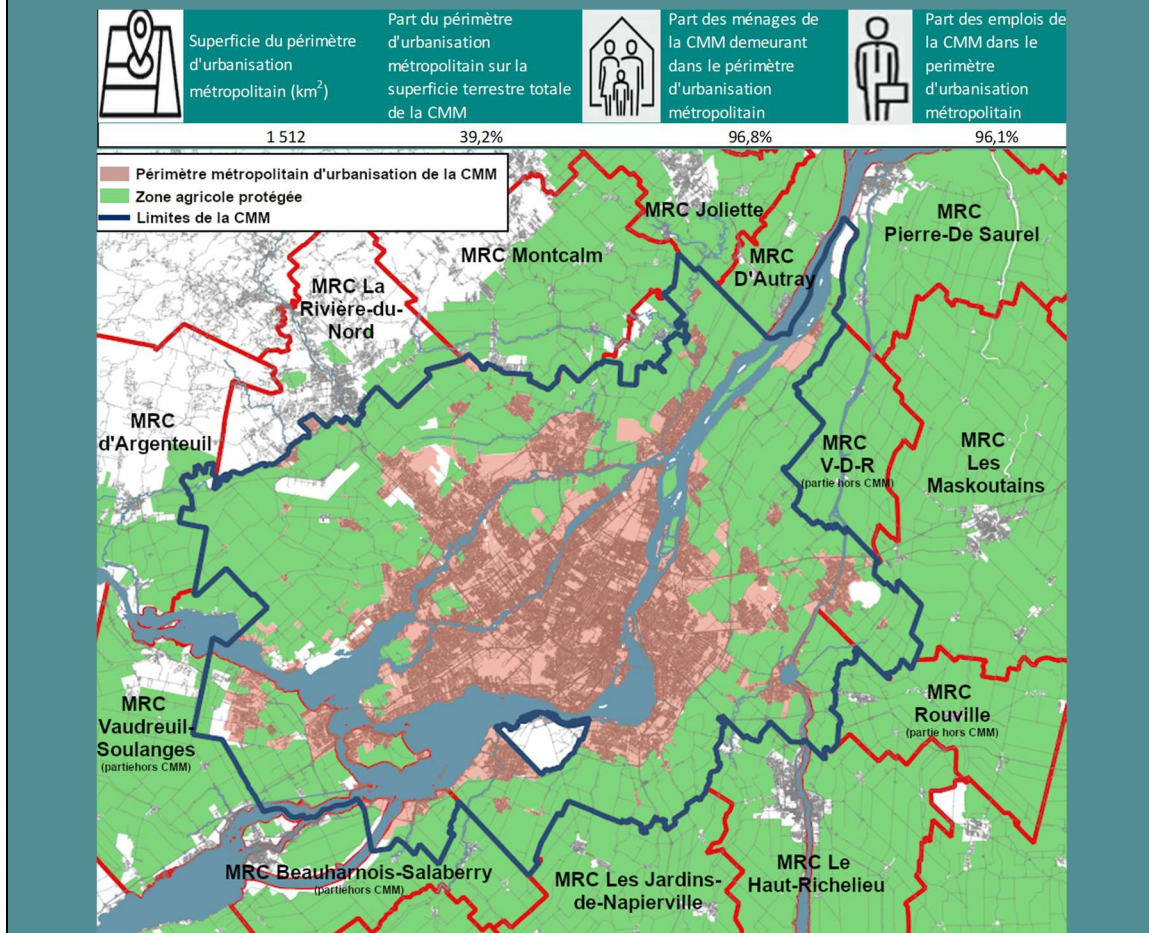 Superficie du périmètre
d'urbanisation
métropolitain (km²)
Part du périmètre
d'urbanisation
métropolitain sur la
superficie terrestre totale
de la CMM
Part des ménages de
la CMM demeurant
dans le périmètre
d'urbanisation
métropolitain
Part des emplois de
la CMM dans le
perimètre
d'urbanisation
métropolitain
1 512
39,2%
96,8%
96,1%
Périmètre métropolitain d'urbanisation de la CMM
Zone agricole protégée
Limites de la CMM
MRC Joliette
MRC
Pierre-De Saurel
MRC Montcalm
MRC
D'Autray
MRC La
Rivière-du-
Nord
MRC
d'Argenteuil
MRC
V-D-R
(partie hors CMM)
MRC
Les
Maskoutains
MRC
Vaudreuil-
Soulanges
(partiehors CMM)
MRC
Rouville
(partie hors CMM)
MRC Beauharnois-Salaberry
(partiehors CMM)
MRC Les Jardins-
de-Napierville
MRC Le
Haut-Richelieu